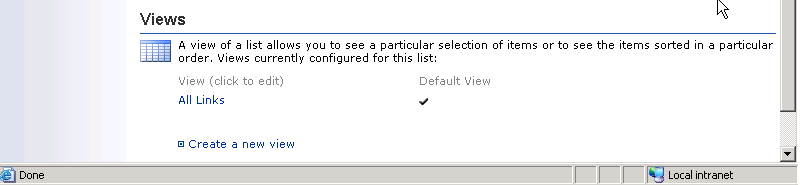 Views
A view of a list allows you to see a particular selection of items or to see the items sorted in a particular
order. Views currently configured for this list:
View (click to edit) Default View
All Links
Create a new view
Done Local intranet